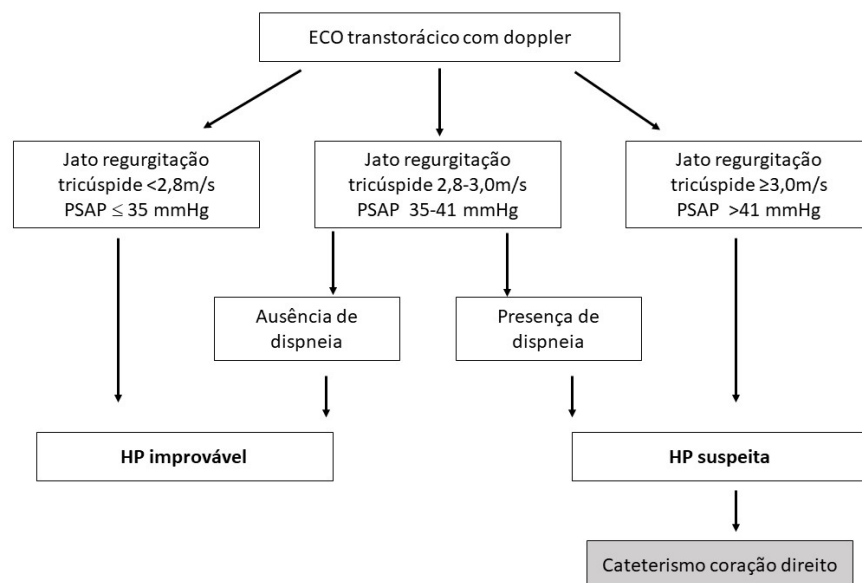 ECO transtorácico com doppler
Jato regurgitação
tricúspide <2,8m/s
PSAP ≤ 35 mmHg
Jato regurgitação
tricúspide 2,8-3,0m/s
PSAP 35-41 mmHg
Jato regurgitação
tricúspide ≥3,0m/s
PSAP >41 mmHg
Ausência de
dispneia
Presença de
dispneia
HP improvável
HP suspeita
Cateterismo coração direito